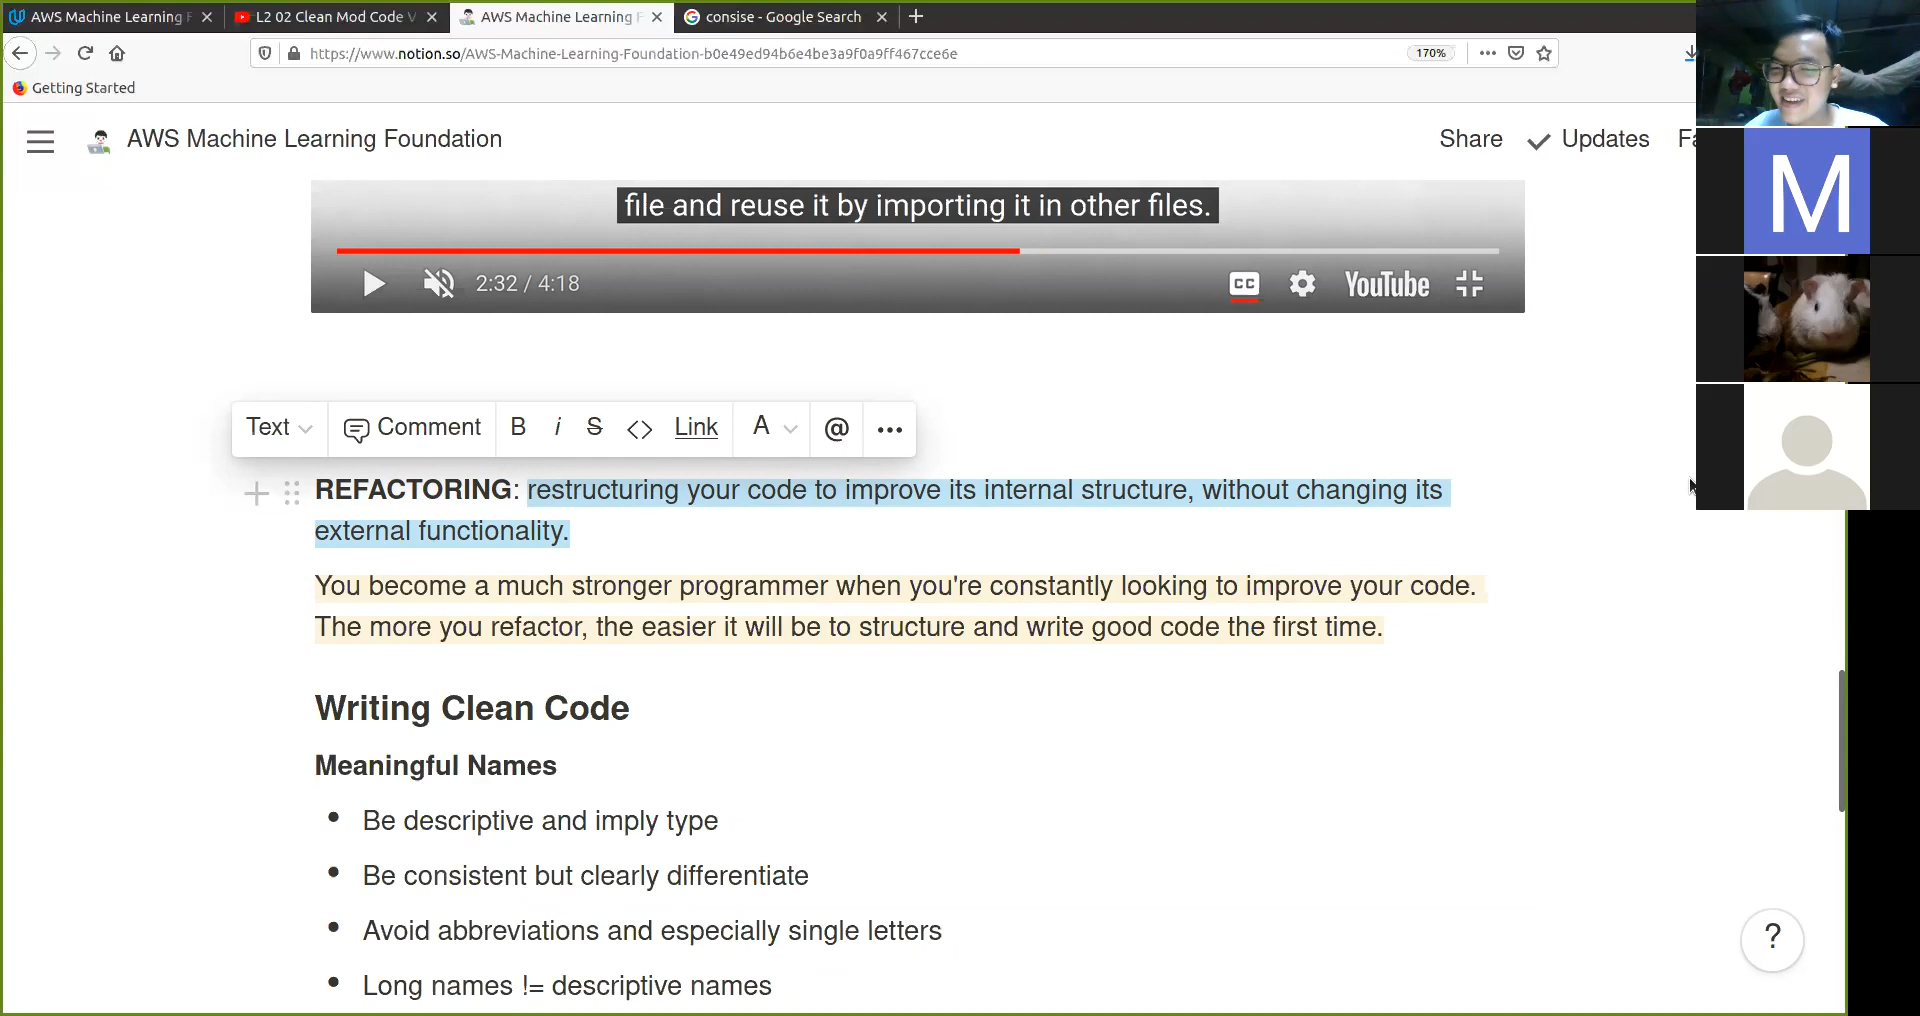 AWS Machine Learning F
L2 02 Clean Mod Code V
AWS Machine Learning F
consise - Google Search
https://www.notion.so/AWS-Machine-Learning-Foundation-b0e49ed94b6e4be3a9f0a9ff467cce6e
170%
Getting Started
AWS Machine Learning Foundation
Share
Updates
Fa
file and reuse it by importing it in other files.
2:32 / 4:18
CC
YouTube
Text
Comment
B
i
S
<>
Link
A
@
REFACTORING: restructuring your code to improve its internal structure, without changing its
external functionality.
You become a much stronger programmer when you're constantly looking to improve your code.
The more you refactor, the easier it will be to structure and write good code the first time.
Writing Clean Code
Meaningful Names
• Be descriptive and imply type
• Be consistent but clearly differentiate
• Avoid abbreviations and especially single letters
• Long names != descriptive names
?
M